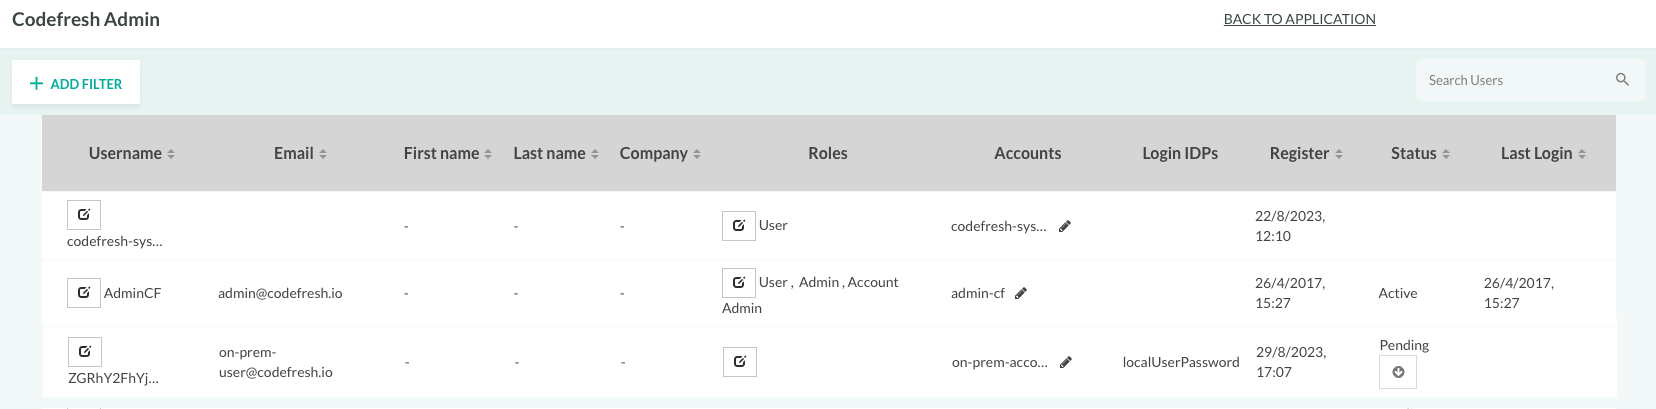 Codefresh Admin
BACK TO APPLICATION
ADD FILTER
Search Users
Username Email First name Last name Company Roles Accounts Login IDPs Register Status Last Login
codefresh-sys... - - - User codefresh-sys... 22/8/2023, 12:10
AdminCF admin@codefresh.io - - - User , Admin , Account Admin admin-cf 26/4/2017, 15:27 Active 26/4/2017, 15:27
ZGRhY2FhYj... on-prem-user@codefresh.io - - - on-prem-acco... localUserPassword 29/8/2023, 17:07 Pending